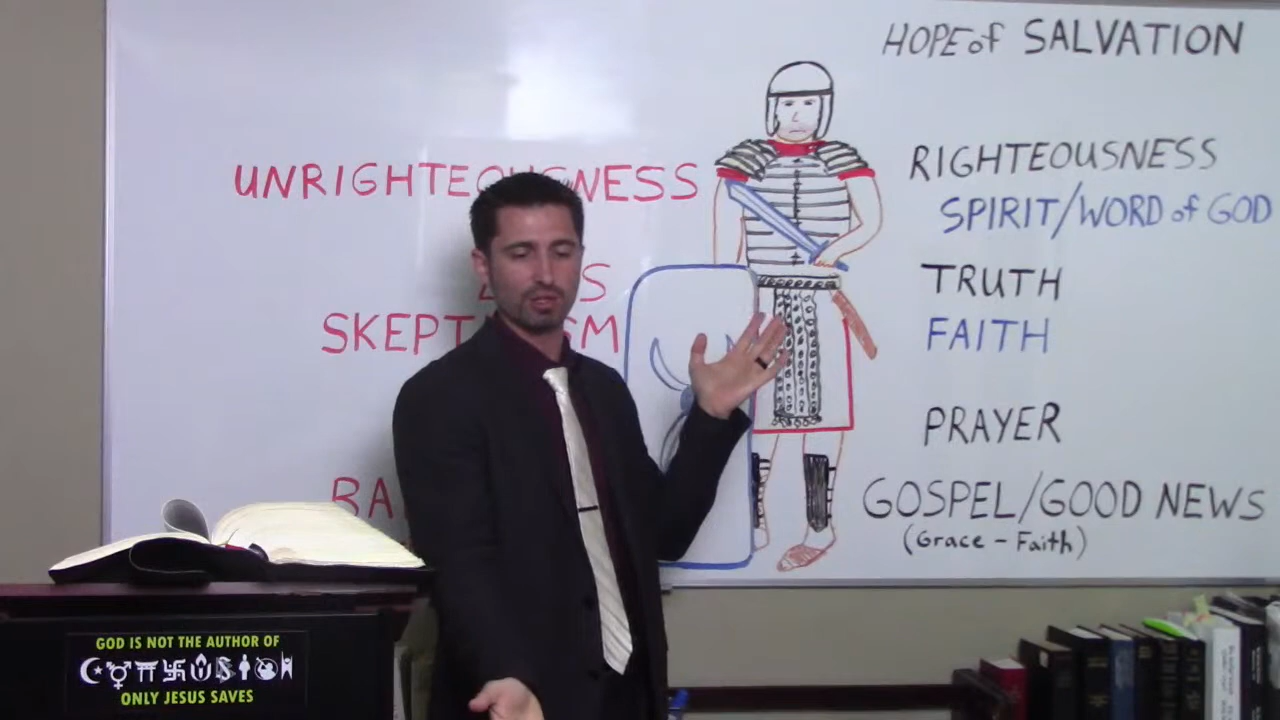 HOPE of SALVATION
UNRIGHTEOUSNESS
RIGHTEOUSNESS
SPIRIT/WORD of GOD
TRUTH
FAITH
PRAYER
GOSPEL/GOOD NEWS
(Grace - Faith)
GOD IS NOT THE AUTHOR OF
ONLY JESUS SAVES